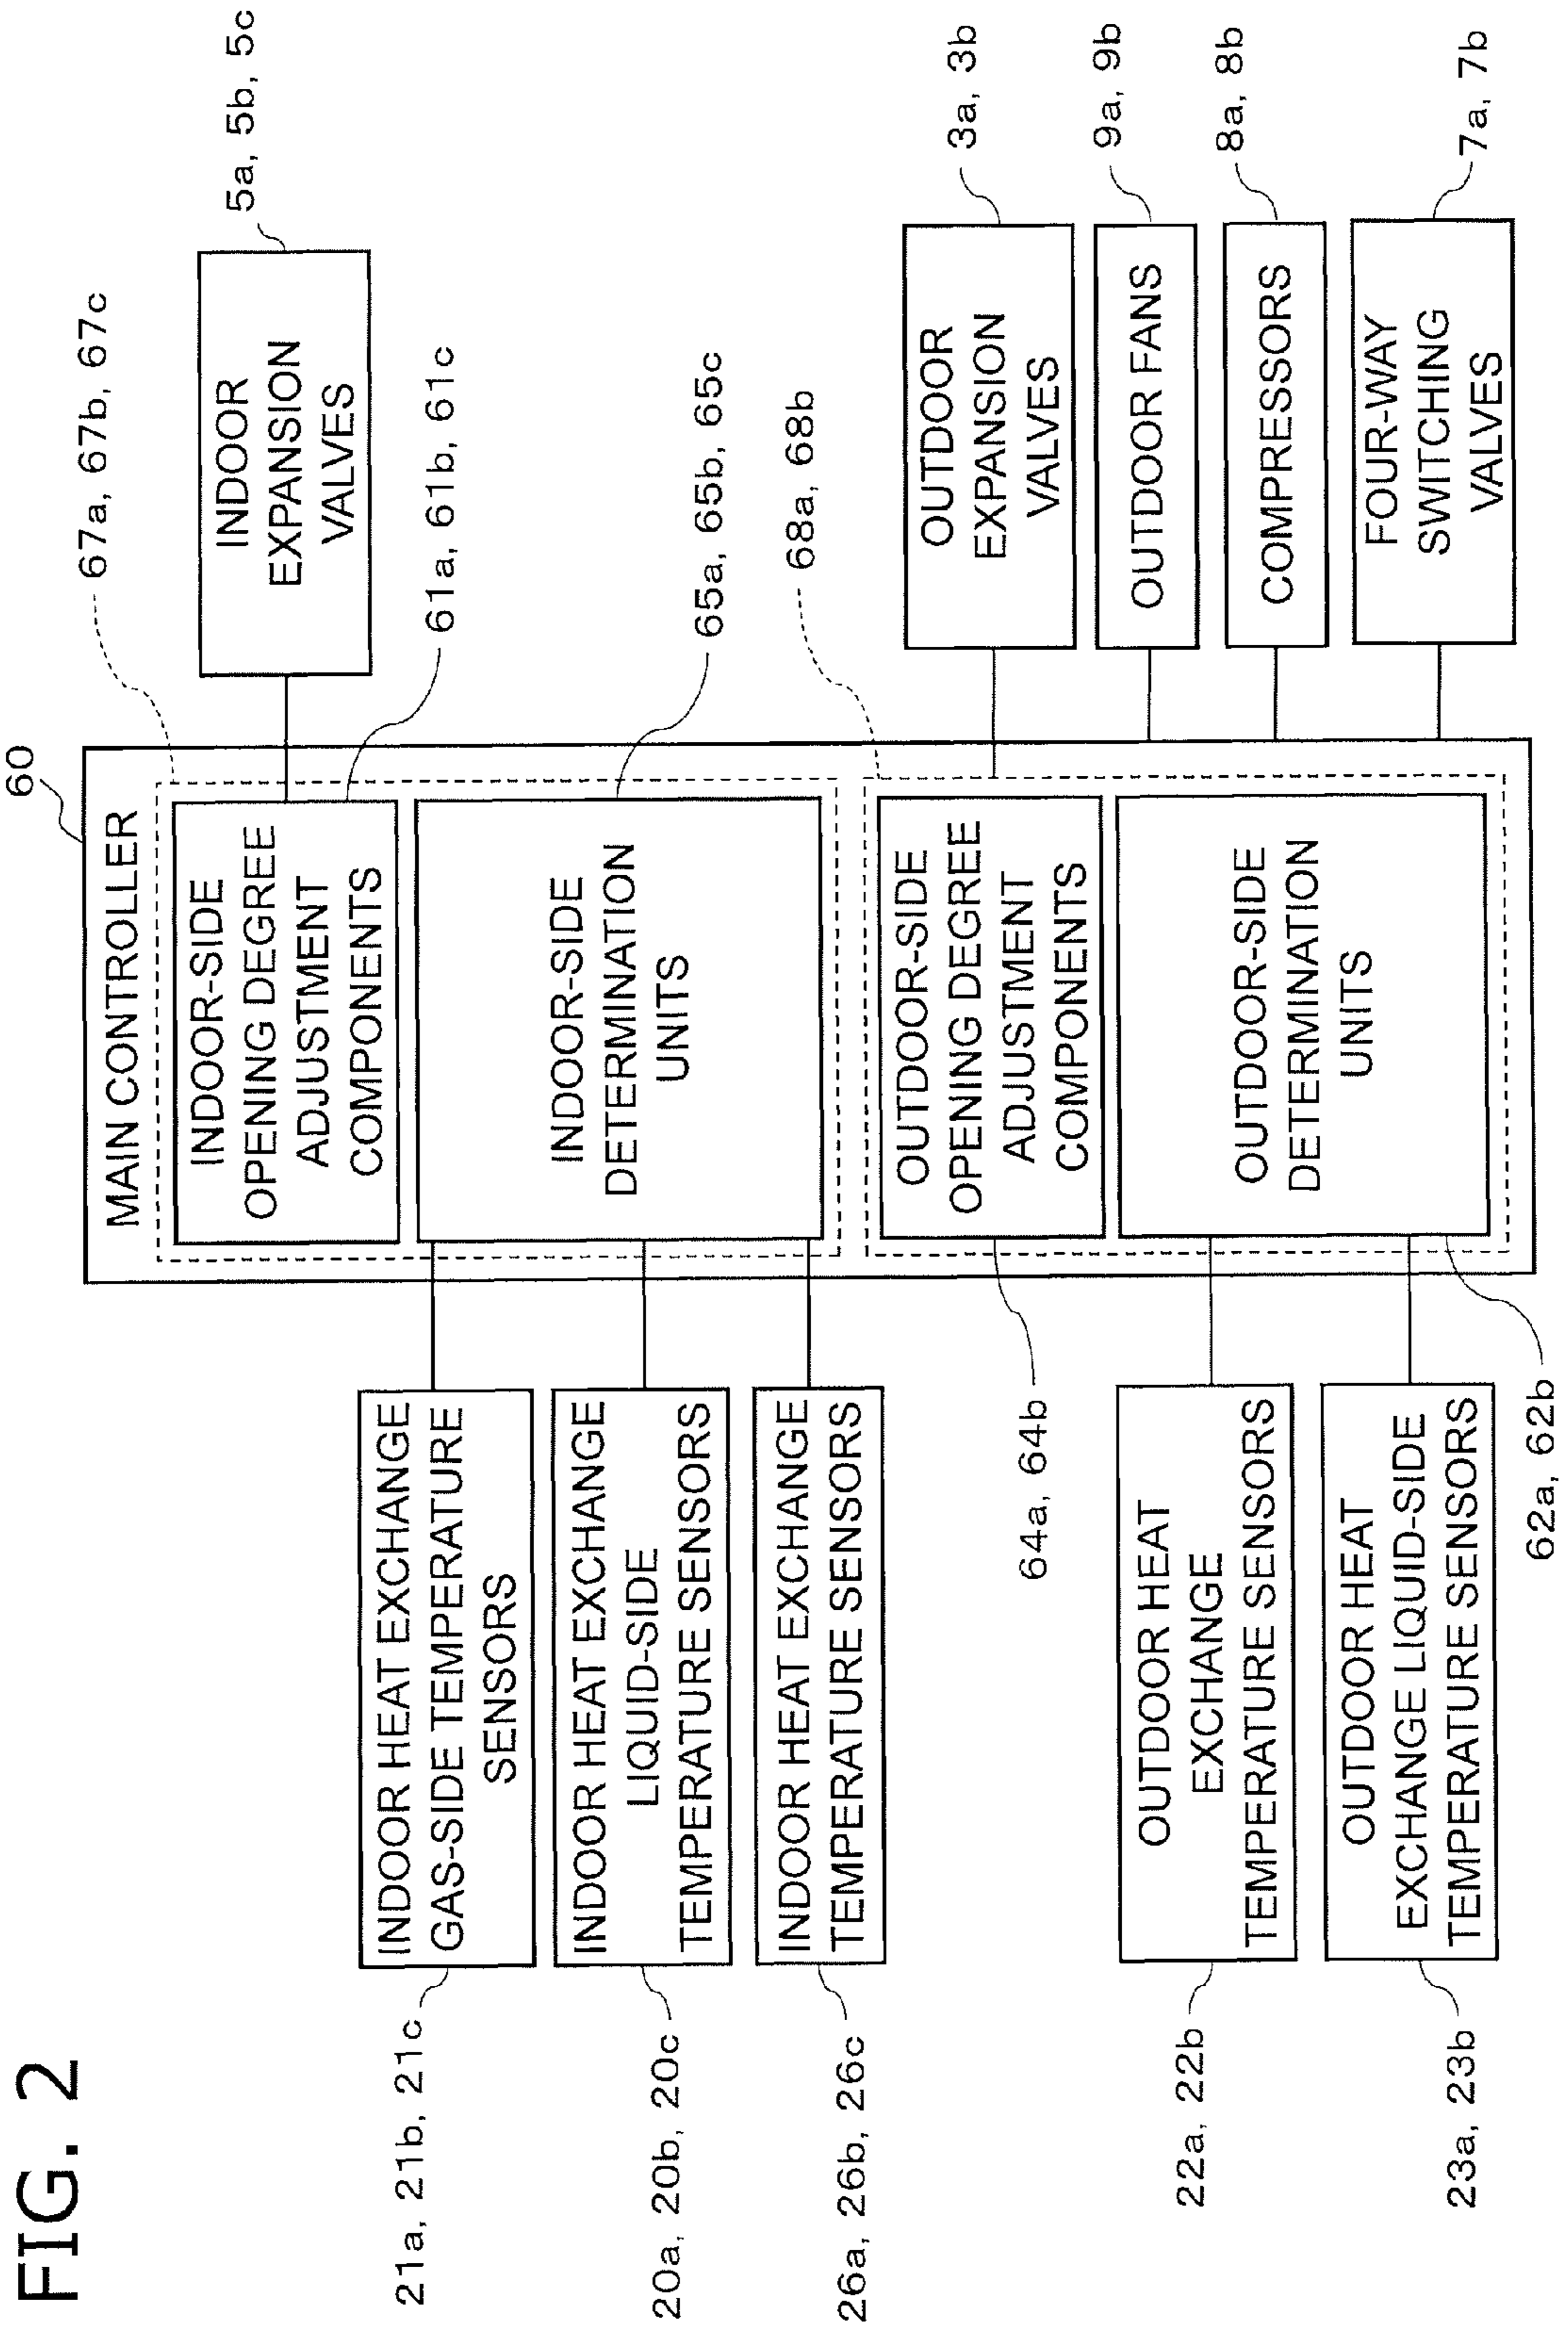 FIG. 2
60
MAIN CONTROLLER
67a, 67b, 67c
INDOOR-SIDE
OPENING DEGREE
ADJUSTMENT
COMPONENTS
61a, 61b, 61c
INDOOR
EXPANSION
VALVES
5a, 5b, 5c
21a, 21b, 21c
INDOOR HEAT EXCHANGE
GAS-SIDE TEMPERATURE
SENSORS
20a, 20b, 20c
INDOOR HEAT EXCHANGE
LIQUID-SIDE
TEMPERATURE SENSORS
26a, 26b, 26c
INDOOR HEAT EXCHANGE
TEMPERATURE SENSORS
INDOOR-SIDE
DETERMINATION
UNITS
65a, 65b, 65c
68a, 68b
OUTDOOR-SIDE
OPENING DEGREE
ADJUSTMENT
COMPONENTS
64a, 64b
OUTDOOR
EXPANSION
VALVES
3a, 3b
OUTDOOR FANS
9a, 9b
COMPRESSORS
8a, 8b
FOUR-WAY
SWITCHING
VALVES
7a, 7b
22a, 22b
OUTDOOR HEAT
EXCHANGE
TEMPERATURE SENSORS
23a, 23b
OUTDOOR HEAT
EXCHANGE LIQUID-SIDE
TEMPERATURE SENSORS
OUTDOOR-SIDE
DETERMINATION
UNITS
62a, 62b